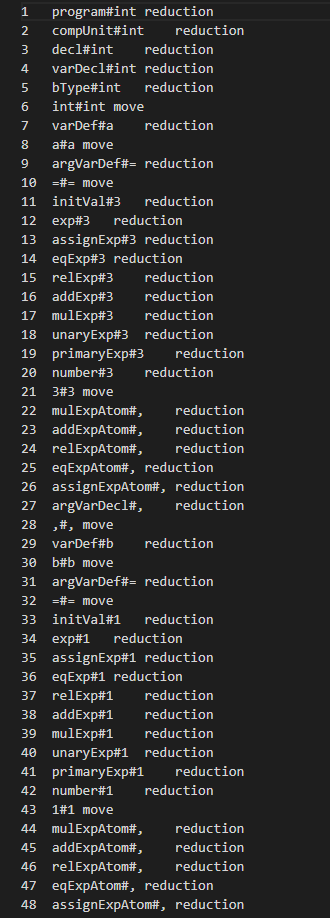 1 program#int reduction
2 compUnit#int reduction
3 decl#int reduction
4 varDecl#int reduction
5 bType#int reduction
6 int#int move
7 varDef#a reduction
8 a#a move
9 argVarDef#= reduction
10 =#= move
11 initVal#3 reduction
12 exp#3 reduction
13 assignExp#3 reduction
14 eqExp#3 reduction
15 relExp#3 reduction
16 addExp#3 reduction
17 mulExp#3 reduction
18 unaryExp#3 reduction
19 primaryExp#3 reduction
20 number#3 reduction
21 3#3 move
22 mulExpAtom#, reduction
23 addExpAtom#, reduction
24 relExpAtom#, reduction
25 eqExpAtom#, reduction
26 assignExpAtom#, reduction
27 argVarDecl#, reduction
28 ,#, move
29 varDef#b reduction
30 b#b move
31 argVarDef#= reduction
32 =#= move
33 initVal#1 reduction
34 exp#1 reduction
35 assignExp#1 reduction
36 eqExp#1 reduction
37 relExp#1 reduction
38 addExp#1 reduction
39 mulExp#1 reduction
40 unaryExp#1 reduction
41 primaryExp#1 reduction
42 number#1 reduction
43 1#1 move
44 mulExpAtom#, reduction
45 addExpAtom#, reduction
46 relExpAtom#, reduction
47 eqExpAtom#, reduction
48 assignExpAtom#, reduction